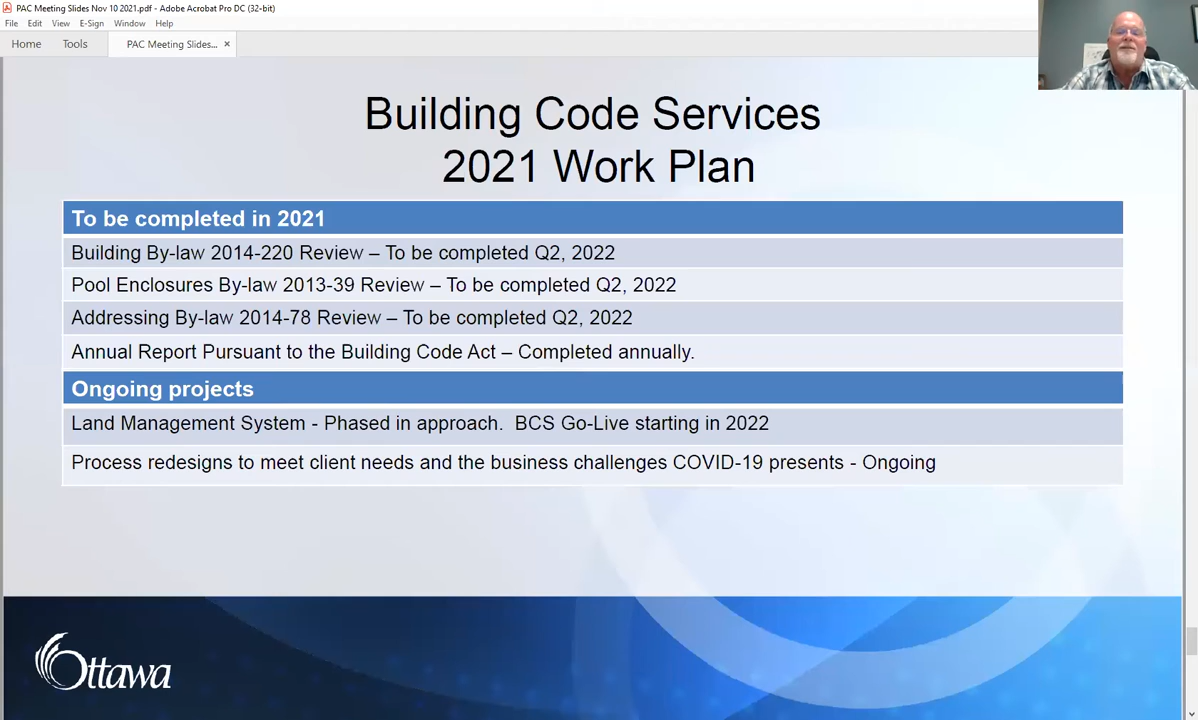 PAC Meeting Slides Nov 10 2021.pdf - Adobe Acrobat Pro DC (32-bit)
File Edit View E-Sign Window Help
Home Tools PAC Meeting Slides... ×
Building Code Services
2021 Work Plan
To be completed in 2021
Building By-law 2014-220 Review – To be completed Q2, 2022
Pool Enclosures By-law 2013-39 Review – To be completed Q2, 2022
Addressing By-law 2014-78 Review – To be completed Q2, 2022
Annual Report Pursuant to the Building Code Act – Completed annually.
Ongoing projects
Land Management System - Phased in approach. BCS Go-Live starting in 2022
Process redesigns to meet client needs and the business challenges COVID-19 presents - Ongoing
Ottawa